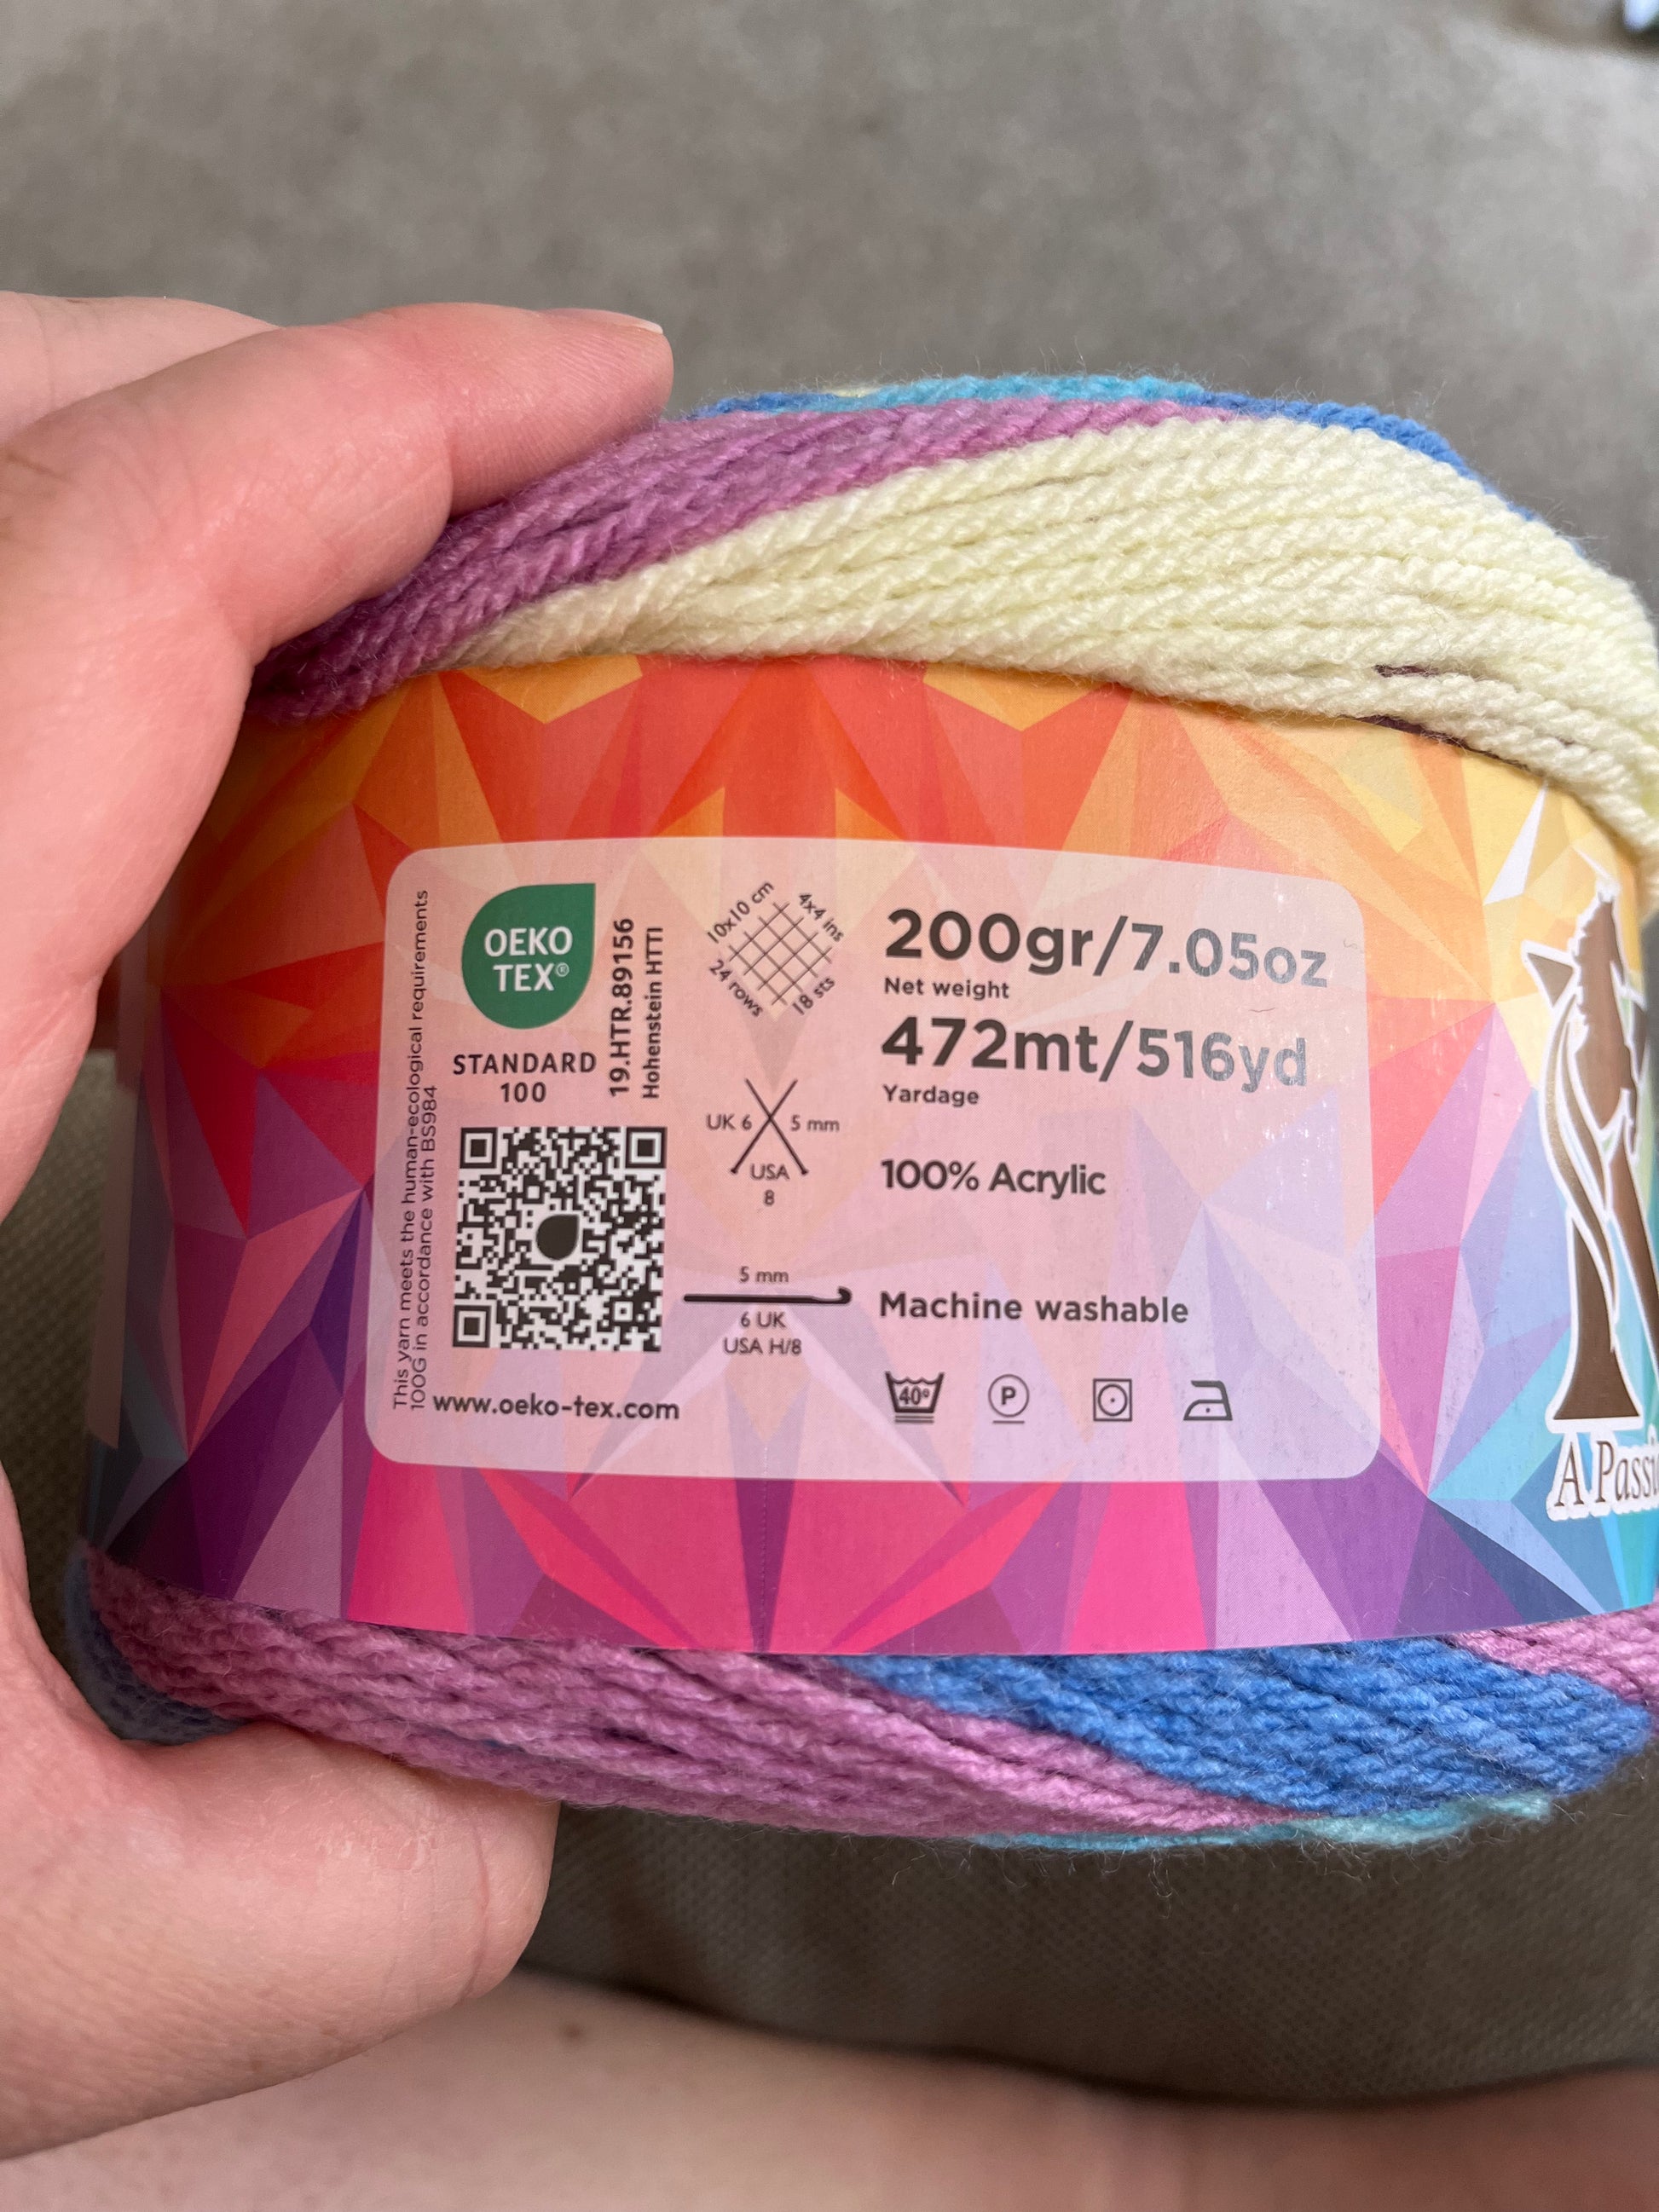 This yarn meets the human-ecological requirements
100G in accordance with BS984
OEKO
TEX®
STANDARD
100
19.HTR.89156
Hohenstein HTTI
www.oeko-tex.com
10x10 cm
4x4 ins
24 rows
18 sts
UK 6
5 mm
USA
8
5 mm
6 UK
USA H/8
200gr/7.05oz
Net weight
472mt/516yd
Yardage
100% Acrylic
Machine washable
40°
P
A